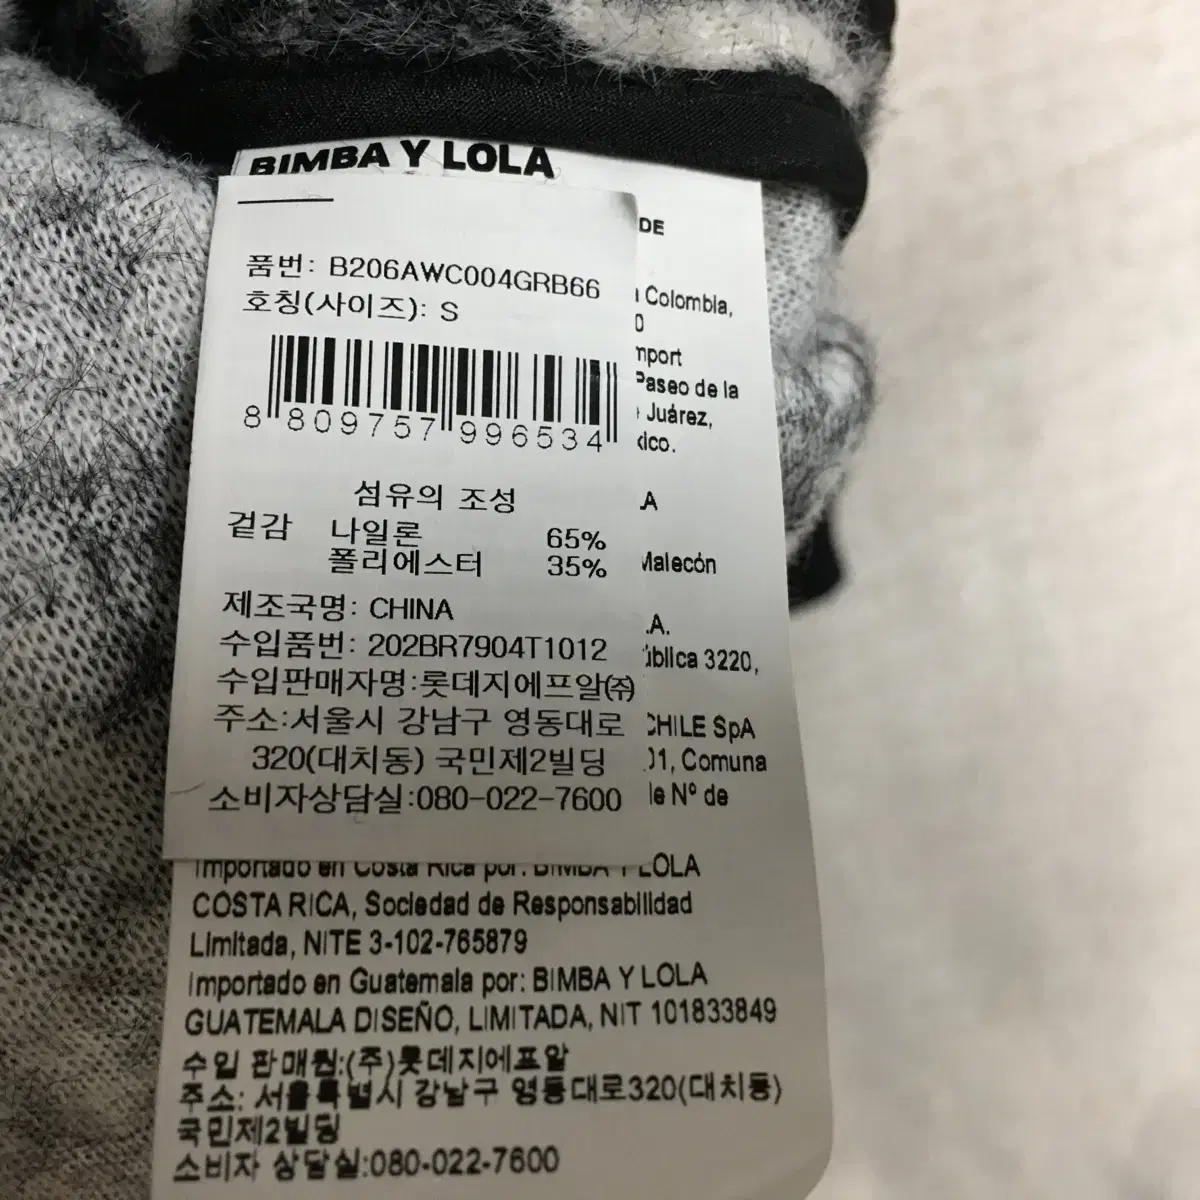 BIMBA Y LOLA
품번: B206AWC004GRB66
호칭(사이즈): S
8 809757 996534
섬유의 조성
겉감 나일론 65%
폴리에스터 35%
제조국명: CHINA
수입품번: 202BR7904T1012
수입판매자명:롯데지에프알㈜
주소:서울시 강남구 영동대로
320(대치동) 국민제2빌딩
소비자상담실:080-022-7600
DE
Colombia,
0
mport
Paseo de la
Juárez,
xico.
A
Malecón
.A.
ública 3220,
CHILE SpA
01, Comuna
le Nº de
Importado en Costa Rica por: BIMBA Y LOLA
COSTA RICA, Sociedad de Responsabilidad
Limitada, NITE 3-102-765879
Importado en Guatemala por: BIMBA Y LOLA
GUATEMALA DISEÑO, LIMITADA, NIT 101833849
수입 판매원:(주)롯데지에프알
주소: 서울특별시 강남구 영동대로320(대치동)
국민제2빌딩
소비자 상담실:080-022-7600